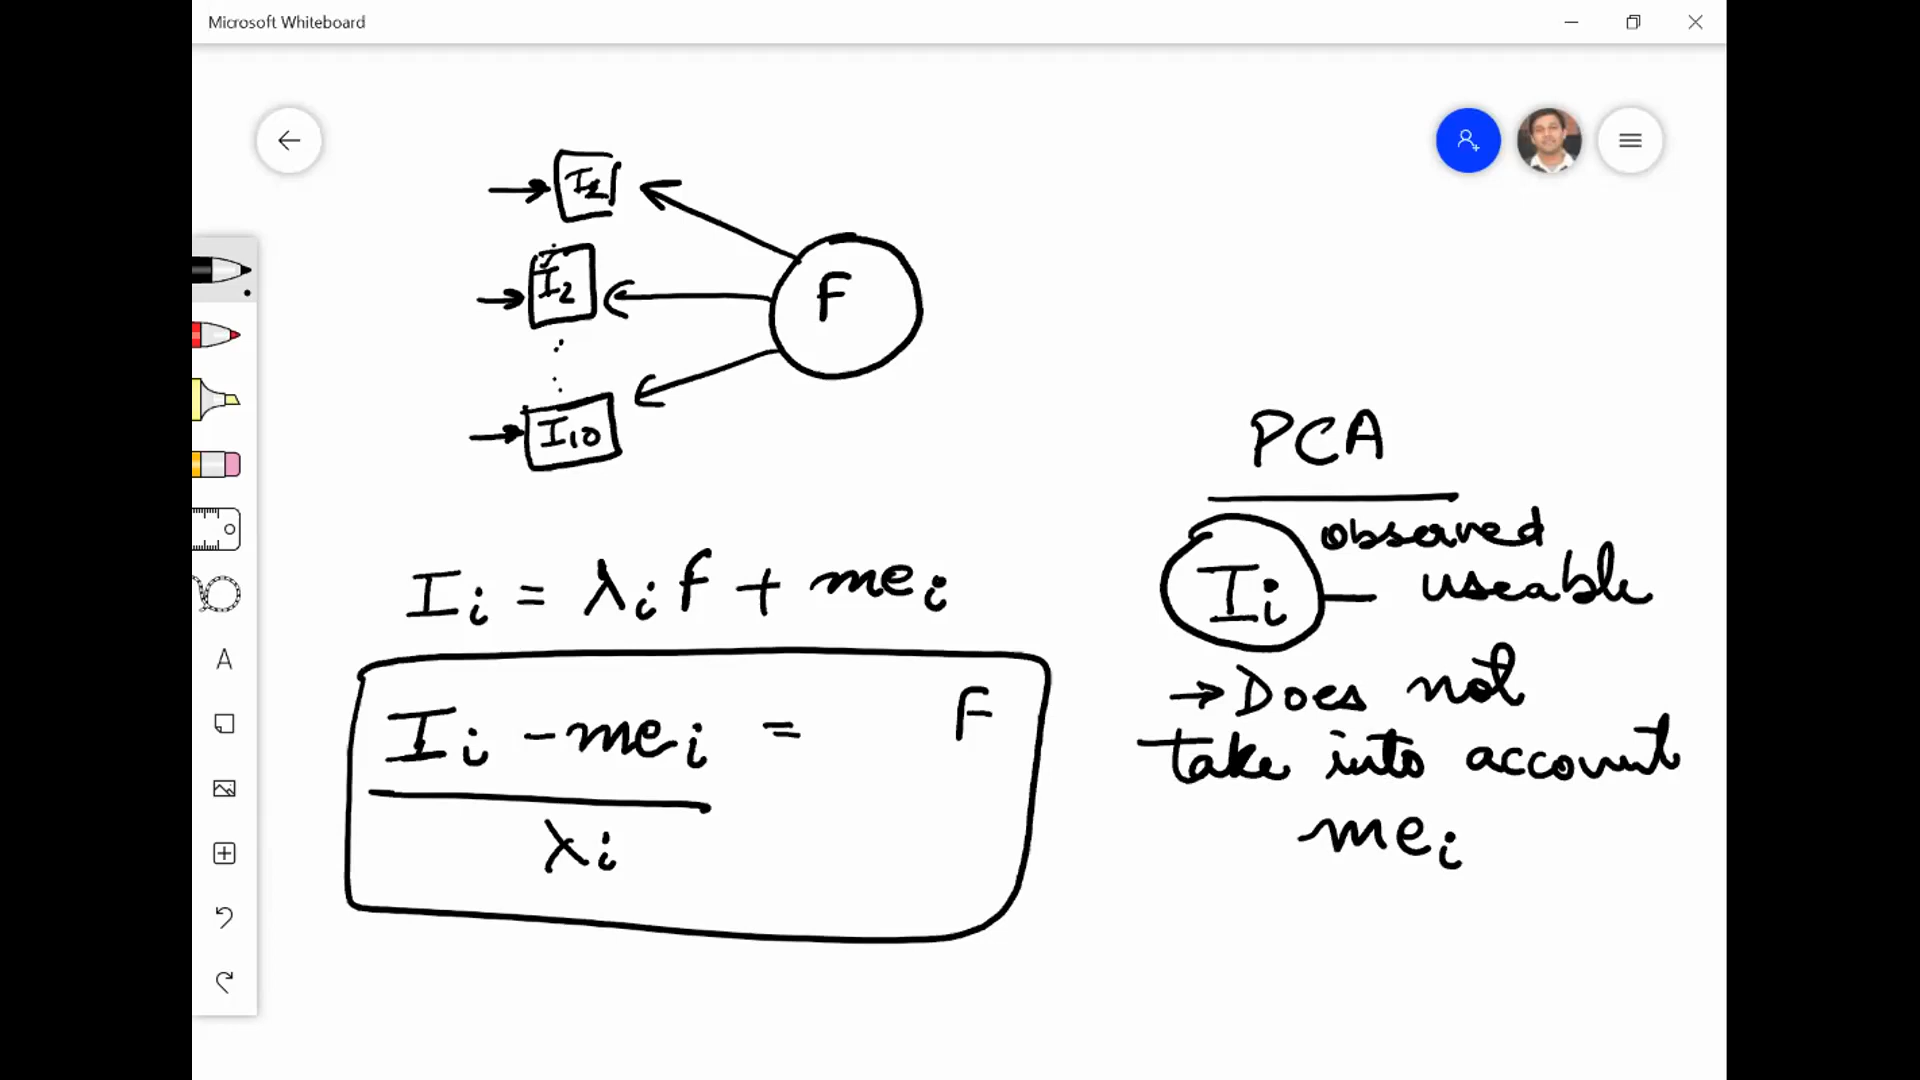 Microsoft Whiteboard
I1
I2
I10
F
PCA
Ii — observed useable
→ Does not
take into account
mei
Ii = λi f + mei
Ii - mei = F
λi
A